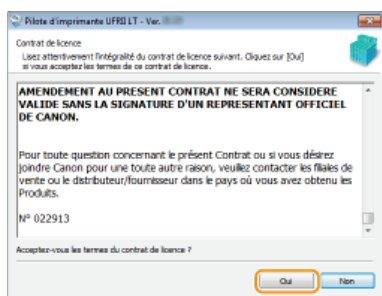 Pilote d'imprimante UFRII LT - Ver.
Contrat de licence
Lisez attentivement l'intégralité du contrat de licence suivant. Cliquez sur [Oui]
si vous acceptez les termes de ce contrat de licence.
AMENDEMENT AU PRESENT CONTRAT NE SERA CONSIDERE
VALIDE SANS LA SIGNATURE D'UN REPRESENTANT OFFICIEL
DE CANON.
Pour toute question concernant le présent Contrat ou si vous désirez
joindre Canon pour une toute autre raison, veuillez contacter les filiales de
vente ou le distributeur/fournisseur dans le pays où vous avez obtenu les
Produits.
N° 022913
Acceptez-vous les termes du contrat de licence ?
Oui Non